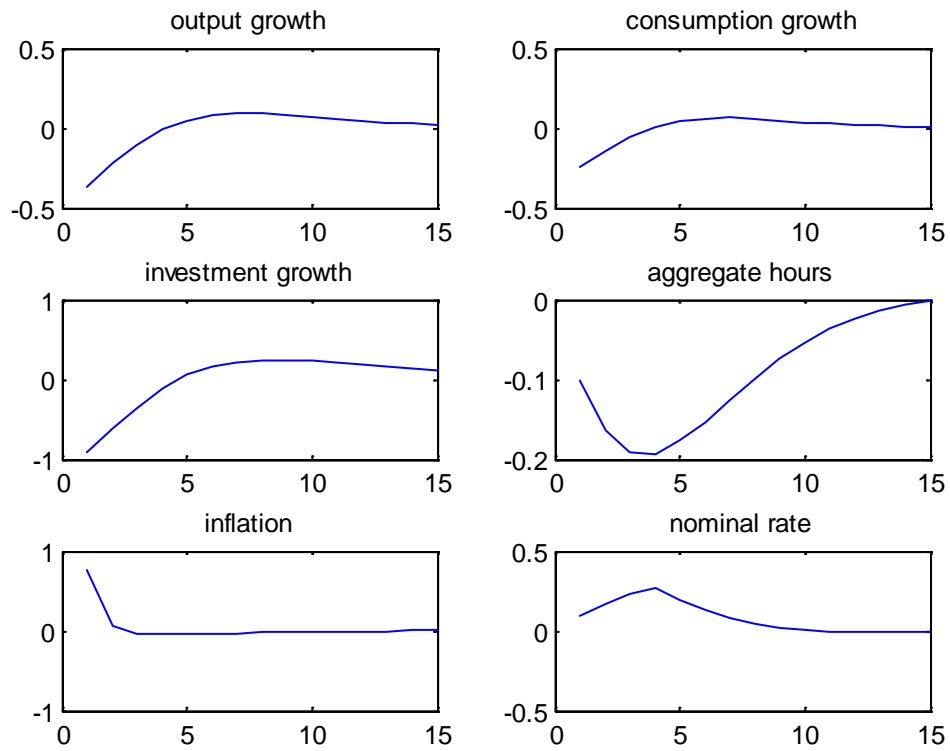 output growth
consumption growth
0.5
0
-0.5
0 5 10 15
0.5
0
-0.5
0 5 10 15
investment growth
aggregate hours
1
0
-1
0 5 10 15
0
-0.1
-0.2
0 5 10 15
inflation
nominal rate
1
0
-1
0 5 10 15
0.5
0
-0.5
0 5 10 15